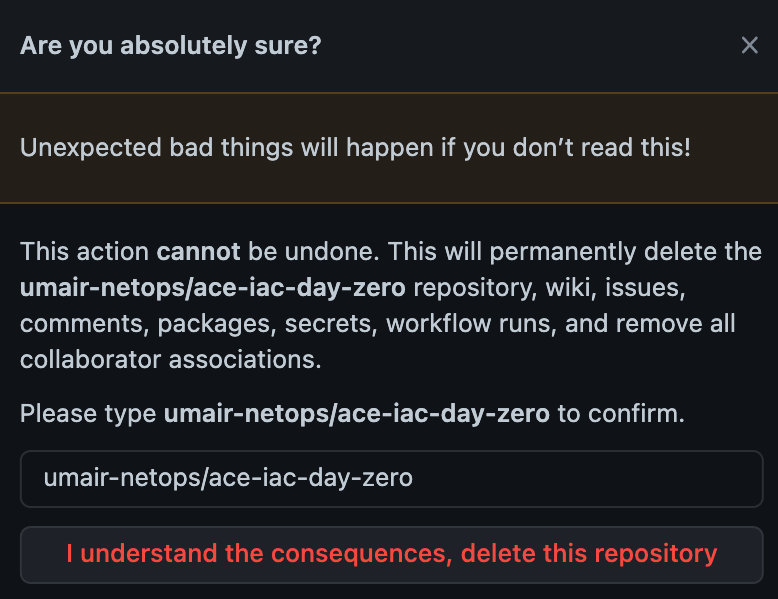 Are you absolutely sure?
Unexpected bad things will happen if you don’t read this!
This action cannot be undone. This will permanently delete the
umair-netops/ace-iac-day-zero repository, wiki, issues,
comments, packages, secrets, workflow runs, and remove all
collaborator associations.
Please type umair-netops/ace-iac-day-zero to confirm.
umair-netops/ace-iac-day-zero
I understand the consequences, delete this repository